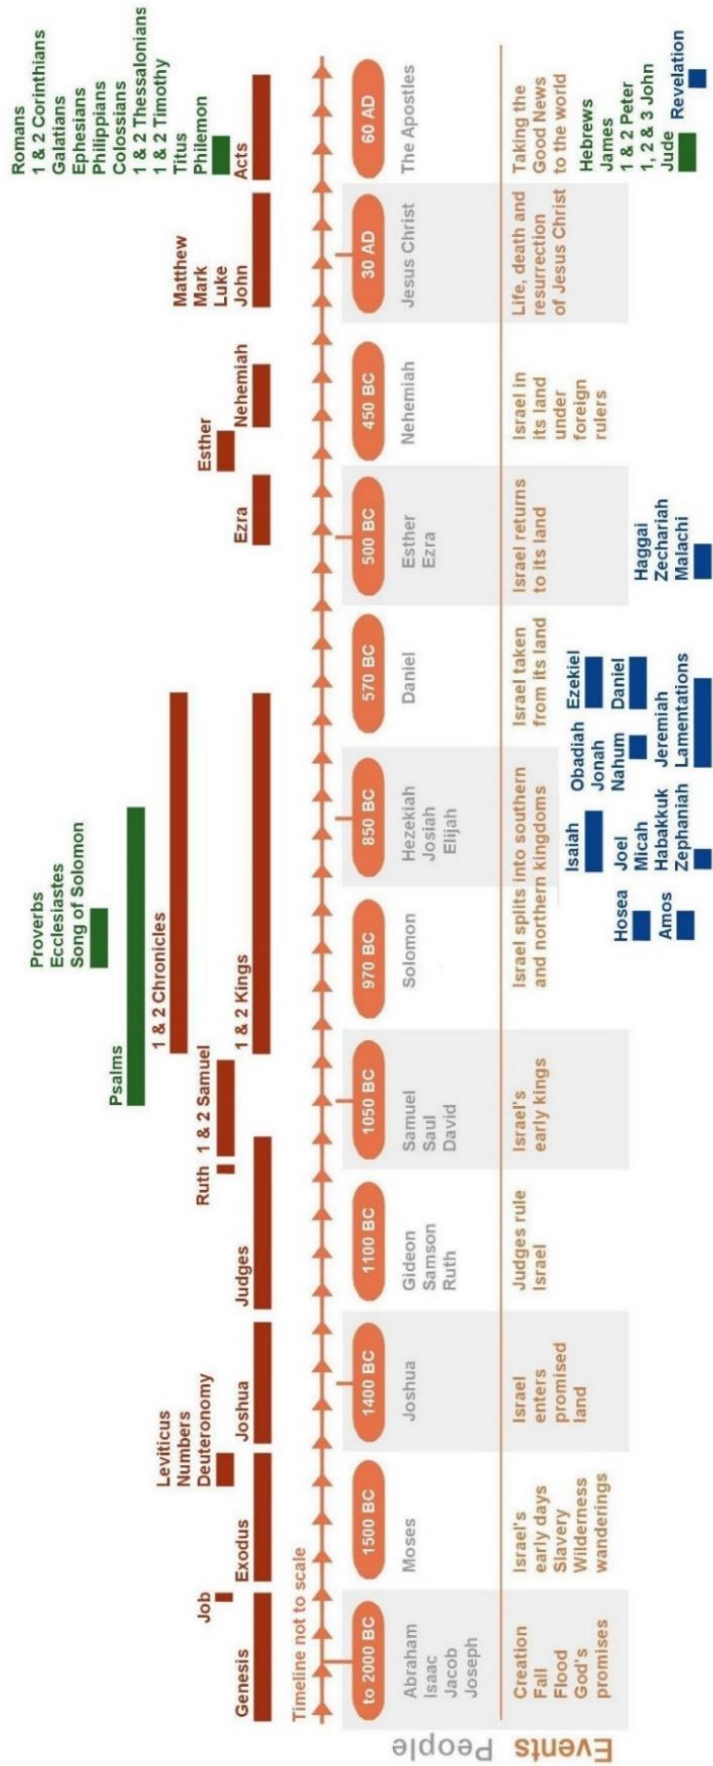 Romans
1 & 2 Corinthians
Galatians
Ephesians
Philippians
Colossians
1 & 2 Thessalonians
1 & 2 Timothy
Titus
Philemon
Proverbs
Ecclesiastes
Song of Solomon
Psalms
1 & 2 Chronicles
Leviticus
Numbers
Deuteronomy
Matthew
Mark
Luke
John
Job
Ruth
1 & 2 Samuel
Esther
Genesis
Exodus
Joshua
Judges
1 & 2 Kings
Ezra
Nehemiah
Acts
Timeline not to scale
to 2000 BC
1500 BC
1400 BC
1100 BC
1050 BC
970 BC
850 BC
570 BC
500 BC
450 BC
30 AD
60 AD
People
Abraham
Isaac
Jacob
Joseph
Moses
Joshua
Gideon
Samson
Ruth
Samuel
Saul
David
Solomon
Hezekiah
Josiah
Elijah
Daniel
Esther
Ezra
Nehemiah
Jesus Christ
The Apostles
Events
Creation
Fall
Flood
God's
promises
Israel's
early days
Slavery
Wilderness
wanderings
Israel
enters
promised
land
Judges rule
Israel
Israel's
early kings
Israel splits into southern
and northern kingdoms
Israel taken
from its land
Israel returns
to its land
Israel in
its land
under
foreign
rulers
Life, death and
resurrection
of Jesus Christ
Taking the
Good News
to the world
Hosea
Amos
Isaiah
Joel
Micah
Habakkuk
Zephaniah
Obadiah
Jonah
Nahum
Jeremiah
Lamentations
Ezekiel
Daniel
Haggai
Zechariah
Malachi
Hebrews
James
1 & 2 Peter
1, 2 & 3 John
Jude
Revelation